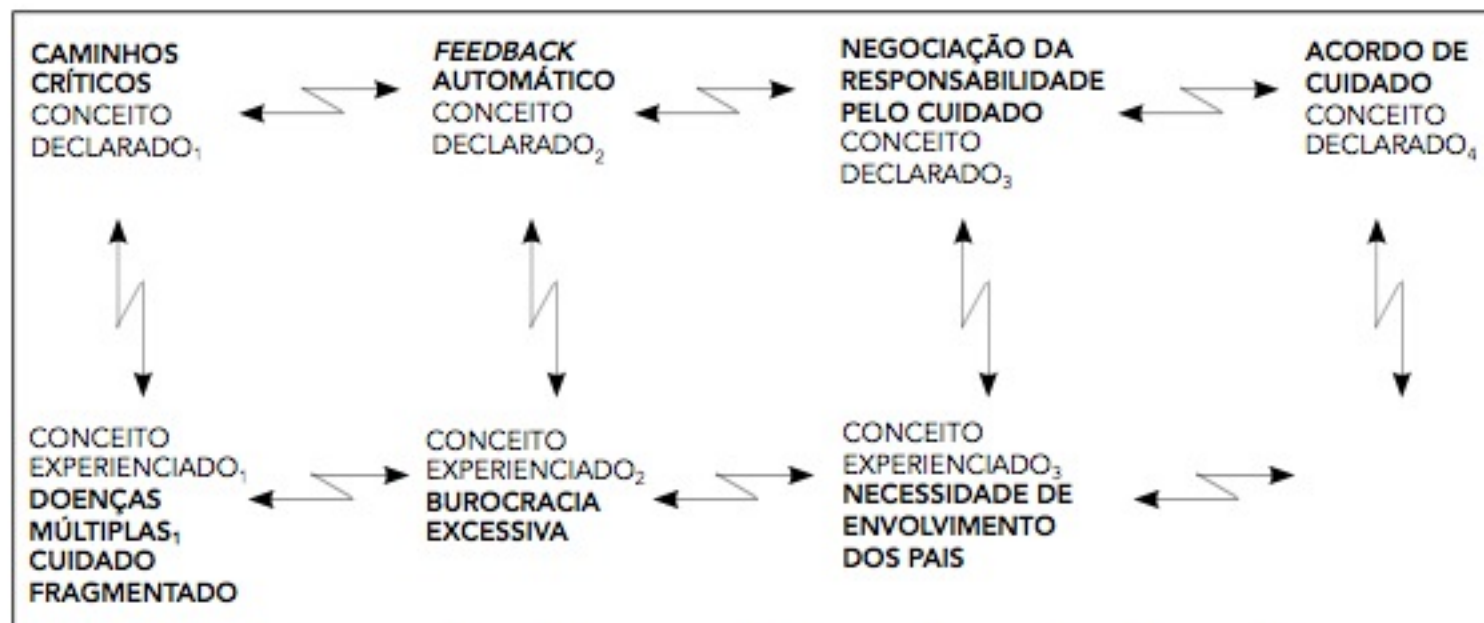 CAMINHOS
CRÍTICOS
CONCEITO
DECLARADO₁
FEEDBACK
AUTOMÁTICO
CONCEITO
DECLARADO₂
NEGOCIAÇÃO DA
RESPONSABILIDADE
PELO CUIDADO
CONCEITO
DECLARADO₃
ACORDO DE
CUIDADO
CONCEITO
DECLARADO₄
CONCEITO
EXPERIENCIADO₁
DOENÇAS
MÚLTIPLAS₁
CUIDADO
FRAGMENTADO
CONCEITO
EXPERIENCIADO₂
BUROCRACIA
EXCESSIVA
CONCEITO
EXPERIENCIADO₃
NECESSIDADE DE
ENVOLVIMENTO
DOS PAIS